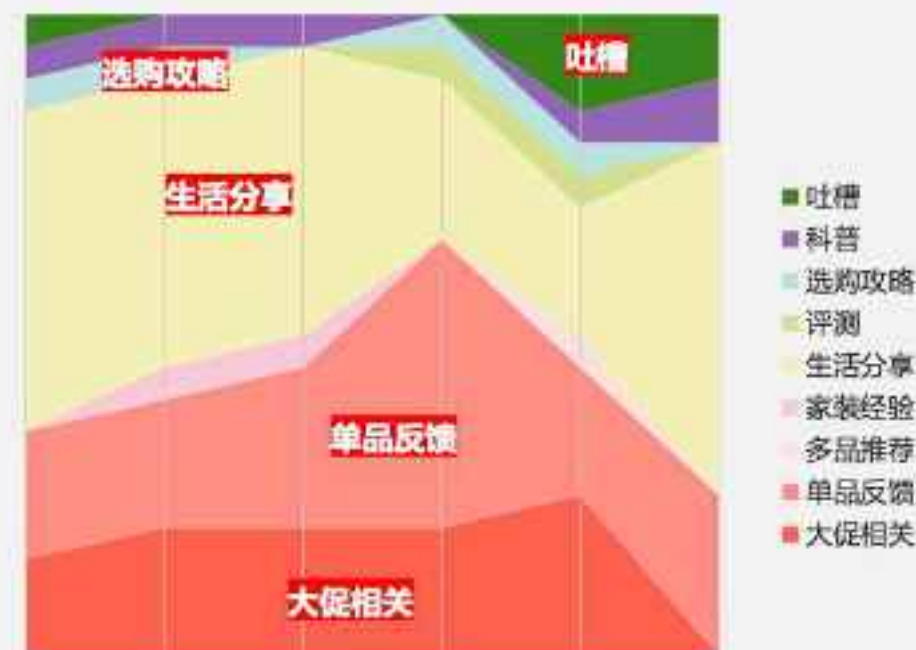 选购攻略
吐槽
生活分享
单品反馈
大促相关
吐槽
科普
选购攻略
评测
生活分享
家装经验
多品推荐
单品反馈
大促相关